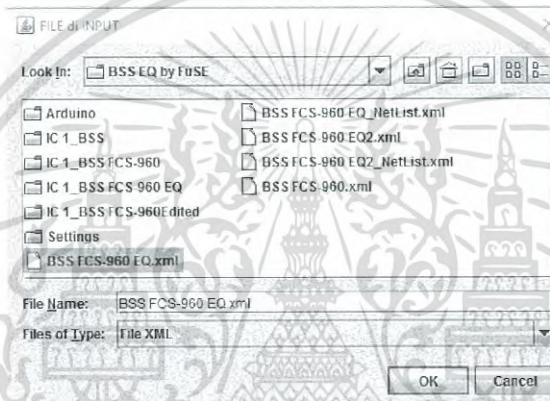 FILE di INPUT
Look In: BSS EQ by FuSE
Arduino
IC 1_BSS
IC 1_BSS FCS-960
IC 1_BSS FCS 960 EQ
IC 1_BSS FCS-960Edited
Settings
BSS FCS-960 EQ.xml
BSS FCS-960 EQ_NetList.xml
BSS FCS-960 EQ2.xml
BSS FCS-960 EQ2_NetList.xml
BSS FCS-960.xml
File Name: BSS FCS-960 EQ.xml
Files of Type: File XML
OK Cancel